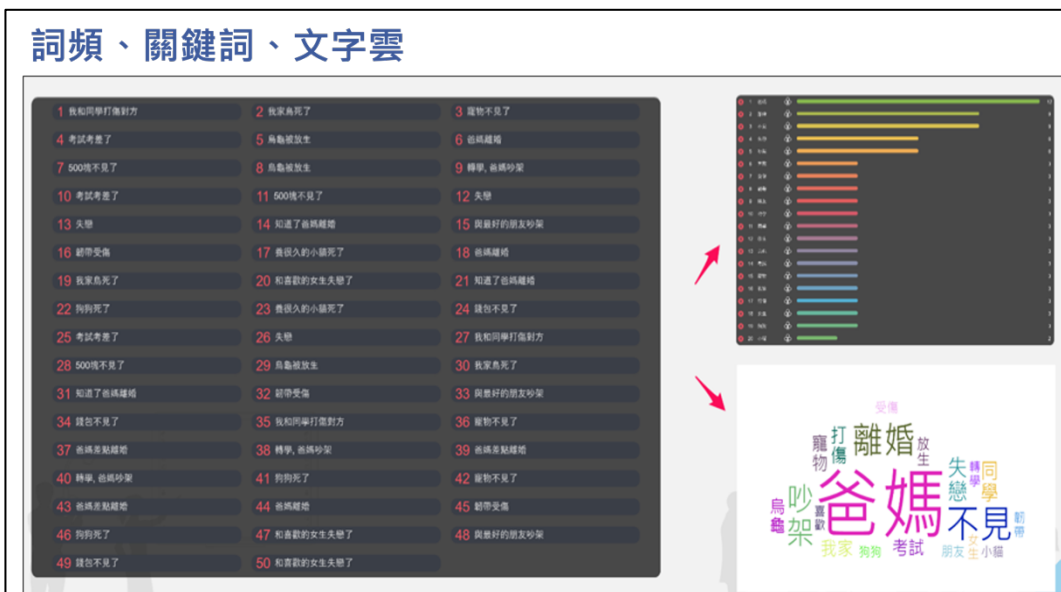 詞頻、關鍵詞、文字雲
1 我和同學打傷對方
2 我家鳥死了
3 寵物不見了
4 考試考差了
5 烏龜被放生
6 爸媽離婚
7 500塊不見了
8 烏龜被放生
9 轉學, 爸媽吵架
10 考試考差了
11 500塊不見了
12 失戀
13 失戀
14 知道了爸媽離婚
15 與最好的朋友吵架
16 韌帶受傷
17 養很久的小貓死了
18 爸媽離婚
19 我家鳥死了
20 和喜歡的女生失戀了
21 知道了爸媽離婚
22 狗狗死了
23 養很久的小貓死了
24 錢包不見了
25 考試考差了
26 失戀
27 我和同學打傷對方
28 500塊不見了
29 烏龜被放生
30 我家鳥死了
31 知道了爸媽離婚
32 韌帶受傷
33 與最好的朋友吵架
34 錢包不見了
35 我和同學打傷對方
36 寵物不見了
37 爸媽差點離婚
38 轉學, 爸媽吵架
39 爸媽差點離婚
40 轉學, 爸媽吵架
41 狗狗死了
42 寵物不見了
43 爸媽差點離婚
44 爸媽離婚
45 韌帶受傷
46 狗狗死了
47 和喜歡的女生失戀了
48 與最好的朋友吵架
49 錢包不見了
50 和喜歡的女生失戀了
受傷
寵物
打傷
離婚
放生
失戀
轉學
同學
烏龜
吵架
喜歡
爸媽
不見
韌帶
我家
狗狗
考試
朋友
女生
小貓